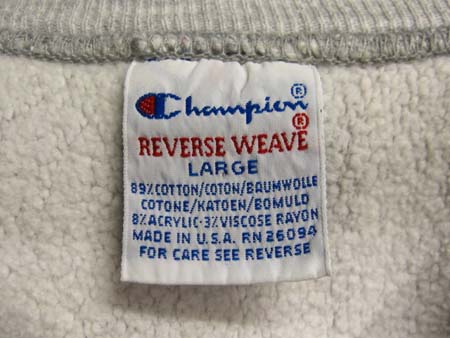 Champion®
REVERSE WEAVE®
LARGE
89% COTTON/COTON/BAUMWOLLE
COTONE/KATOEN/BOMULD
8% ACRYLIC·3% VISCOSE RAYON
MADE IN U.S.A. RN 26094
FOR CARE SEE REVERSE